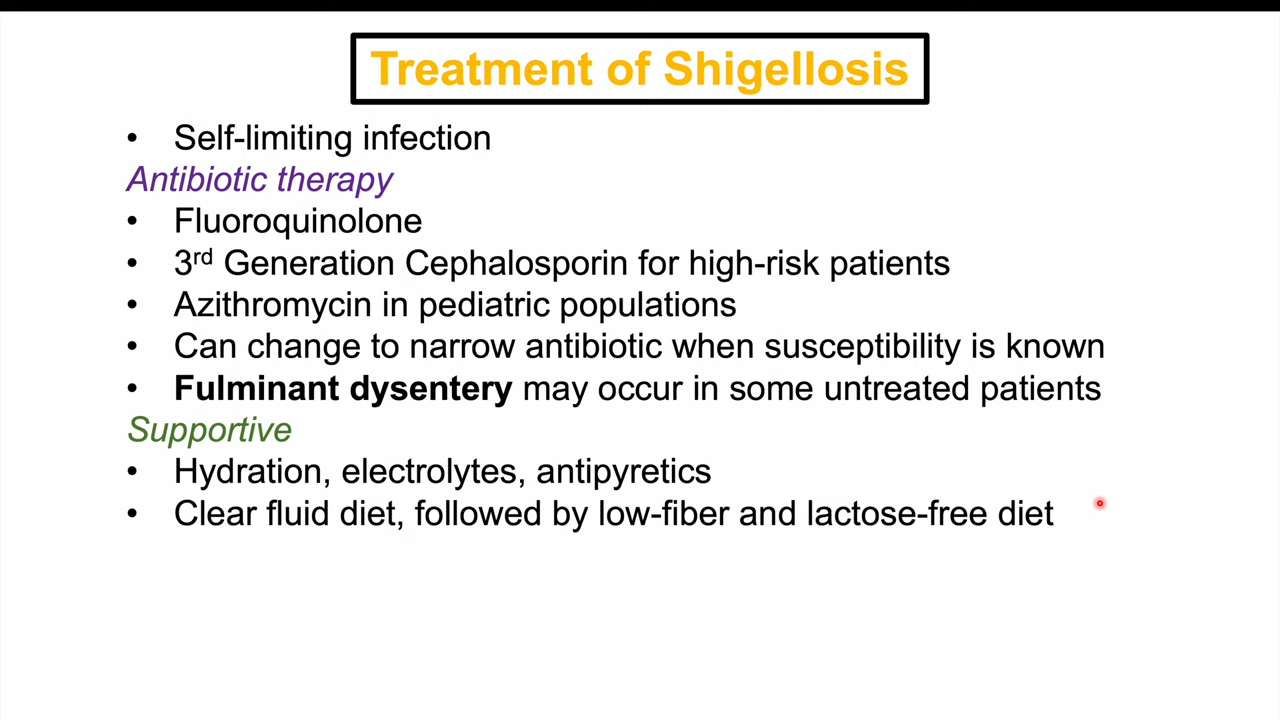 Treatment of Shigellosis
• Self-limiting infection
Antibiotic therapy
• Fluoroquinolone
• 3rd Generation Cephalosporin for high-risk patients
• Azithromycin in pediatric populations
• Can change to narrow antibiotic when susceptibility is known
• Fulminant dysentery may occur in some untreated patients
Supportive
• Hydration, electrolytes, antipyretics
• Clear fluid diet, followed by low-fiber and lactose-free diet